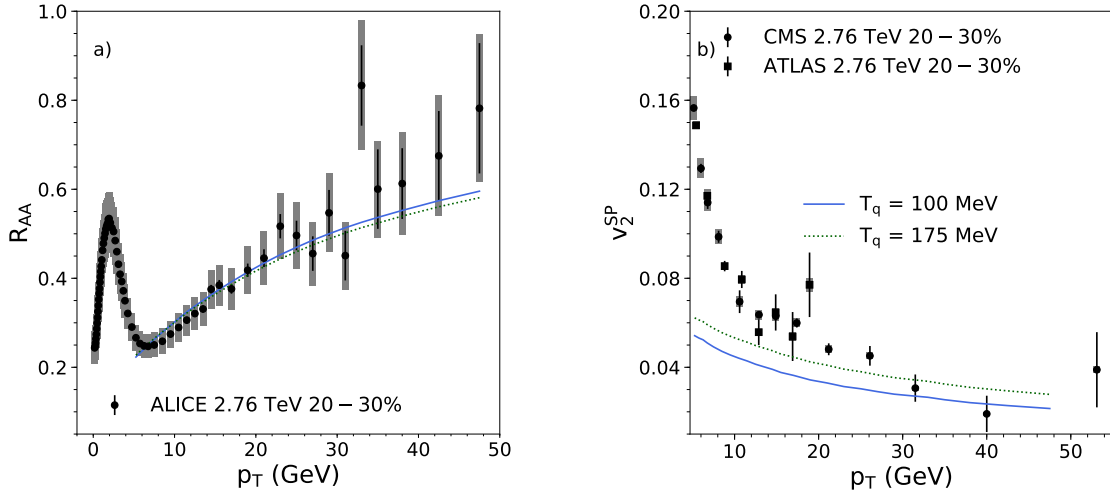 a)
R_AA
1.0
0.8
0.6
0.4
0.2
ALICE 2.76 TeV 20 − 30%
0 10 20 30 40 50
p_T (GeV)
b)
v_2^SP
0.20
0.16
0.12
0.08
0.04
CMS 2.76 TeV 20 − 30%
ATLAS 2.76 TeV 20 − 30%
T_q = 100 MeV
T_q = 175 MeV
10 20 30 40 50
p_T (GeV)